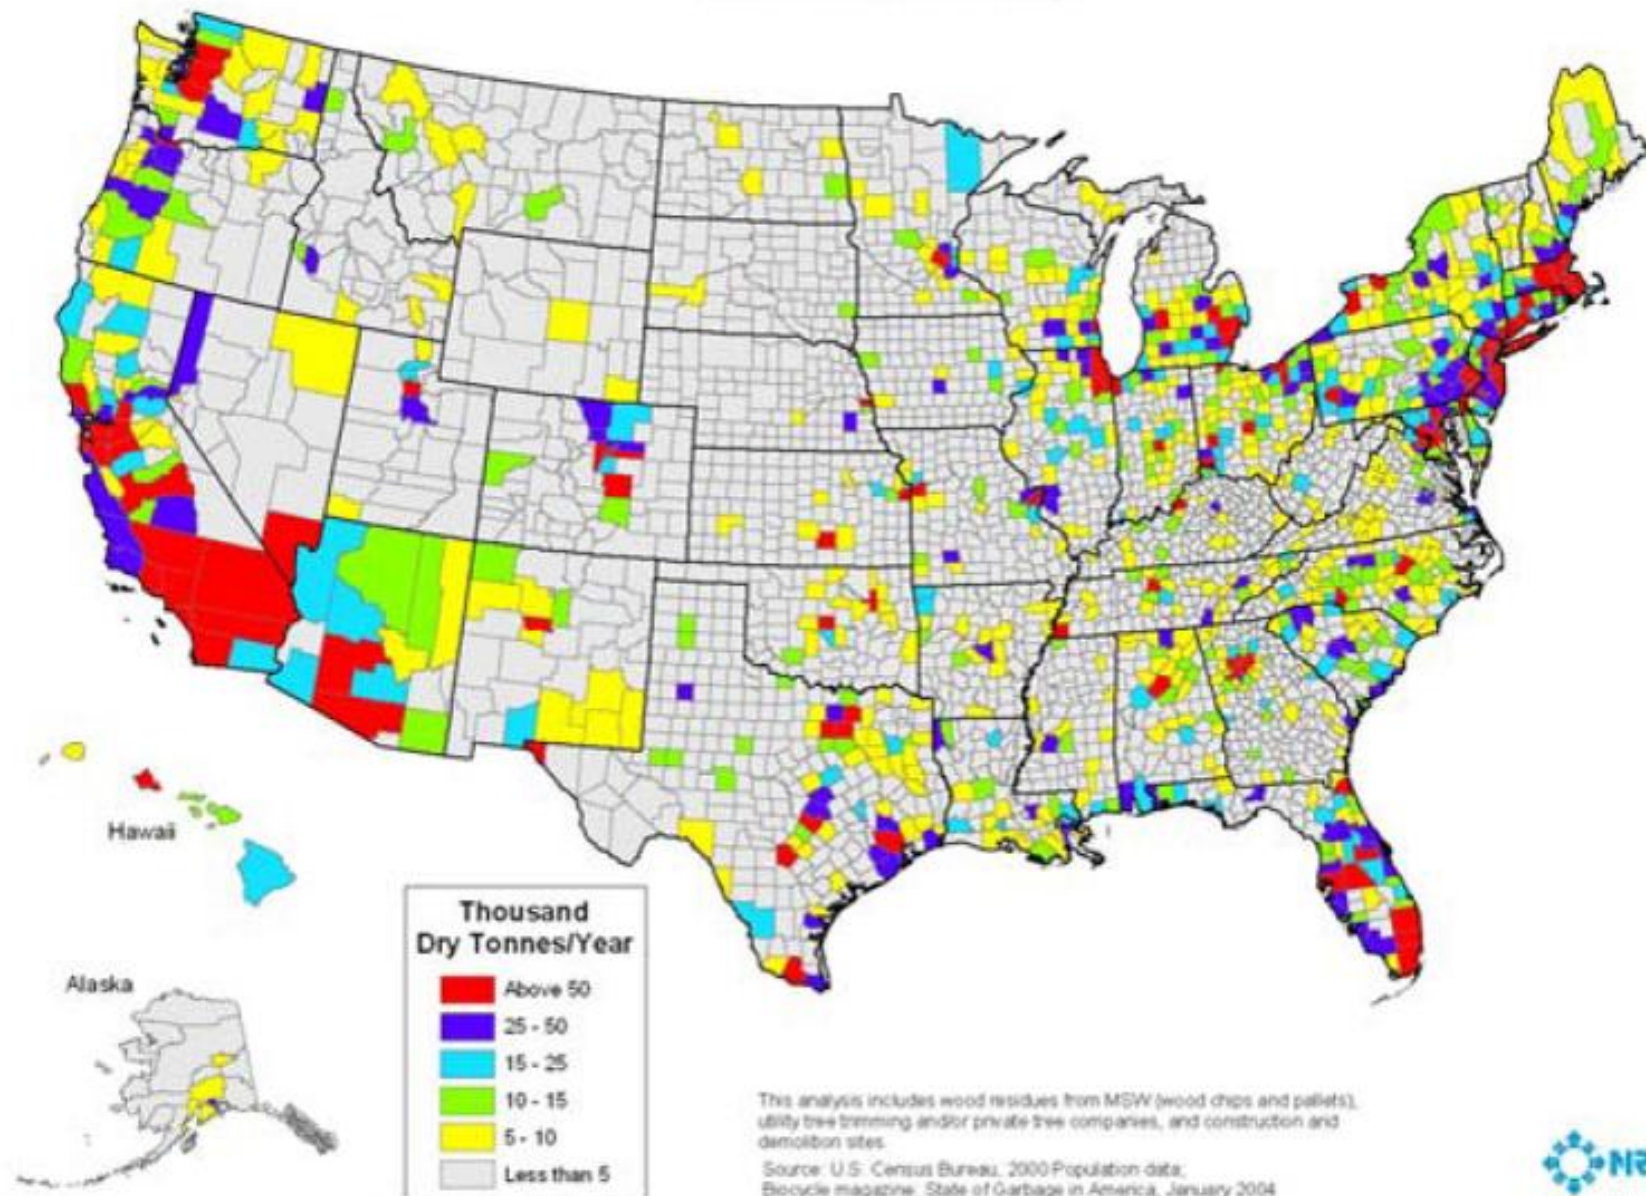 Hawaii
Alaska
Thousand
Dry Tonnes/Year
Above 50
25 - 50
15 - 25
10 - 15
5 - 10
Less than 5
This analysis includes wood residues from MSW (wood chips and pallets),
utility tree trimming and/or private tree companies, and construction and
demolition sites.
Source: U.S. Census Bureau, 2000 Population data;
Biocycle magazine, State of Garbage in America, January 2004